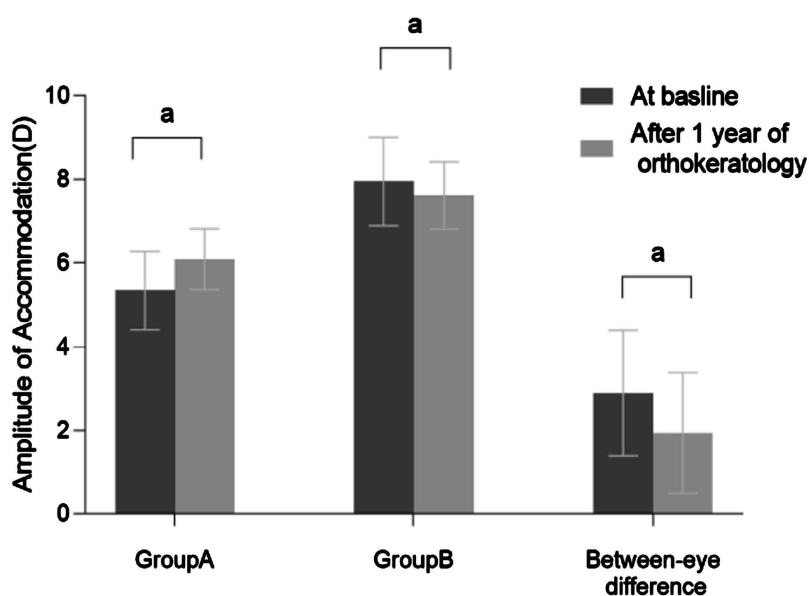 a
a
a
At basline
After 1 year of
orthokeratology
Amplitude of Accommodation(D)
10
8
6
4
2
0
GroupA
GroupB
Between-eye
difference